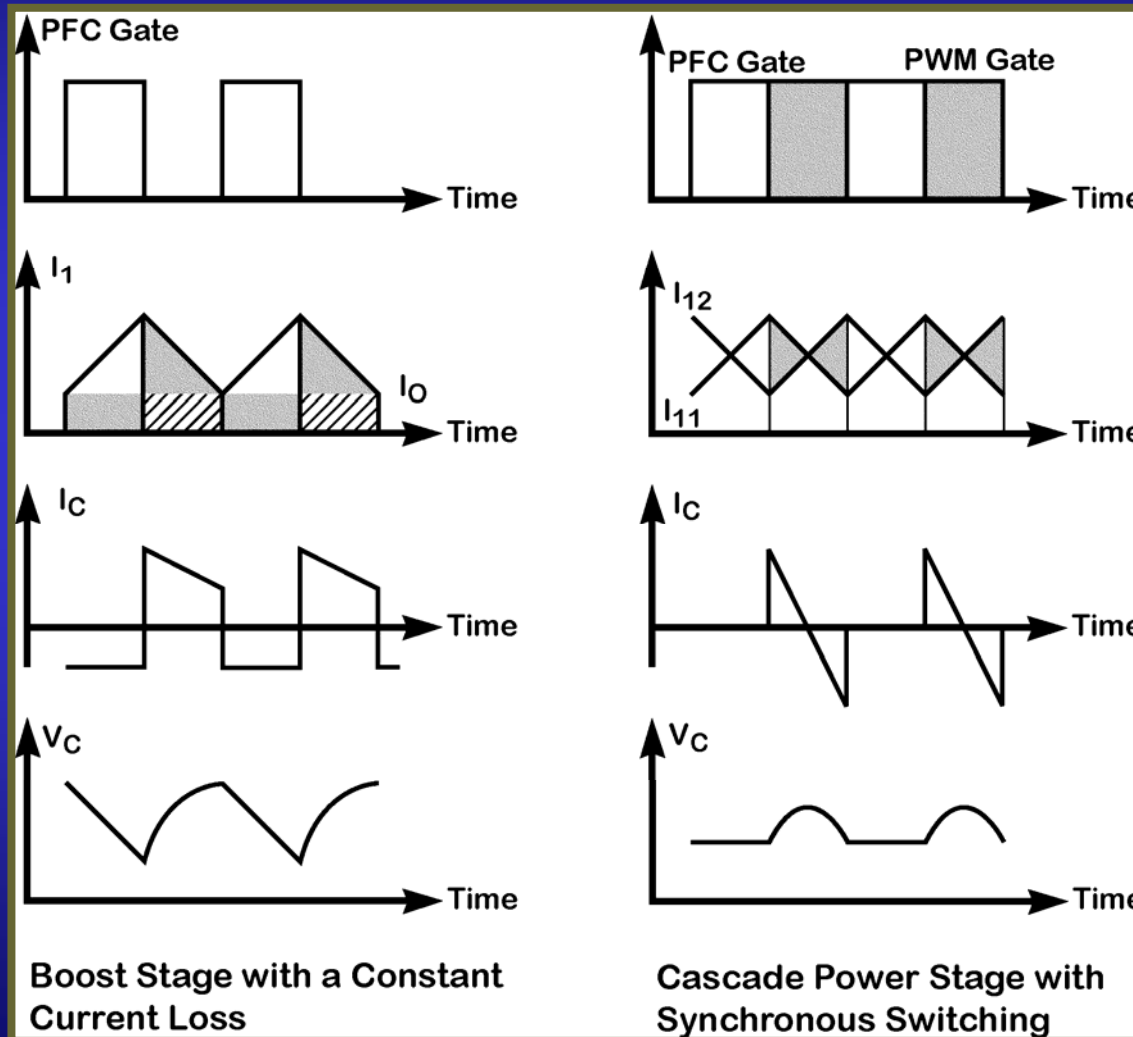 PFC Gate
Time
I1
IO
Time
IC
Time
VC
Time
Boost Stage with a Constant
Current Loss
PFC Gate
PWM Gate
Time
I12
I11
Time
IC
Time
VC
Time
Cascade Power Stage with
Synchronous Switching